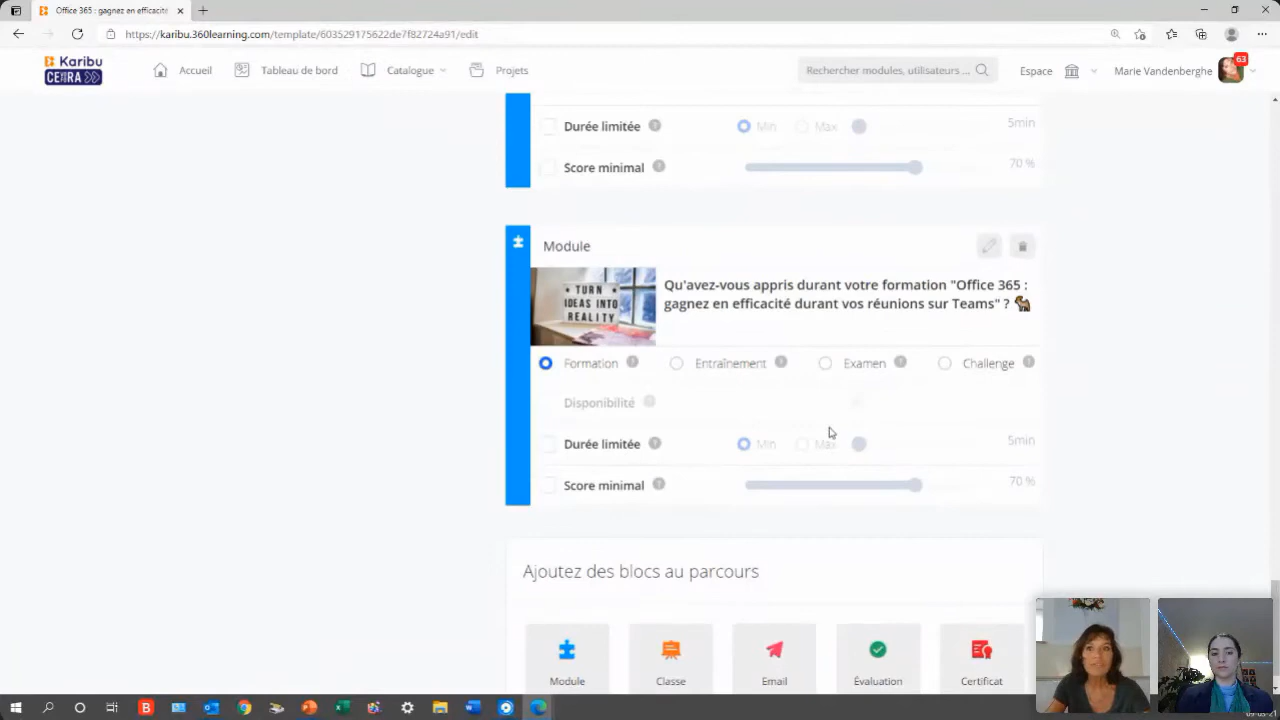 Office 365 : gagnez en efficacité
https://karibu.360learning.com/template/603529175622de7f82724a91/edit
Karibu
CEFORA
Accueil
Tableau de bord
Catalogue
Projets
Rechercher modules, utilisateurs ...
Espace
Marie Vandenberghe
63
Durée limitée
Min
Max
5min
Score minimal
70 %
Module
TURN
IDEAS INTO
REALITY
Qu'avez-vous appris durant votre formation "Office 365 :
gagnez en efficacité durant vos réunions sur Teams" ? 🐪
Formation
Entraînement
Examen
Challenge
Disponibilité
Durée limitée
Min
Max
5min
Score minimal
70 %
Ajoutez des blocs au parcours
Module
Classe
Email
Évaluation
Certificat